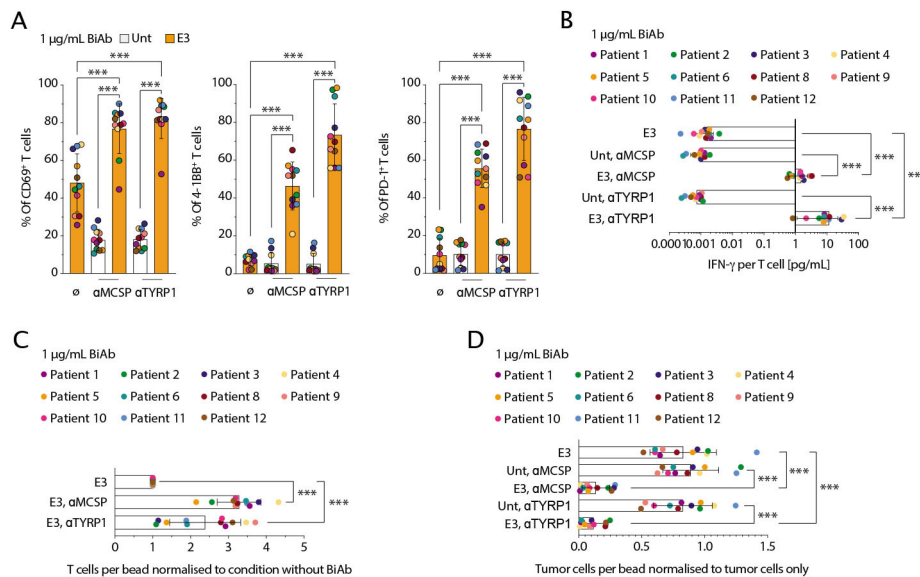 A
1 µg/mL BiAb Unt E3
***
***
***
***
% Of CD69⁺ T cells
100
80
60
40
20
0
ø αMCSP αTYRP1
***
***
***
***
% Of 4-1BB⁺ T cells
100
80
60
40
20
0
ø αMCSP αTYRP1
***
***
***
***
% Of PD-1⁺ T cells
100
80
60
40
20
0
ø αMCSP αTYRP1
B
1 µg/mL BiAb
Patient 1 Patient 2 Patient 3 Patient 4
Patient 5 Patient 6 Patient 8 Patient 9
Patient 10 Patient 11 Patient 12
E3
Unt, αMCSP
E3, αMCSP
Unt, αTYRP1
E3, αTYRP1
***
***
***
**
0.0001 0.001 0.1 1 10 100
IFN-γ per T cell [pg/mL]
C
1 µg/mL BiAb
Patient 1 Patient 2 Patient 3 Patient 4
Patient 5 Patient 6 Patient 8 Patient 9
Patient 10 Patient 11 Patient 12
E3
E3, αMCSP
E3, αTYRP1
***
***
0 1 2 3 4 5
T cells per bead normalised to condition without BiAb
D
1 µg/mL BiAb
Patient 1 Patient 2 Patient 3 Patient 4
Patient 5 Patient 6 Patient 8 Patient 9
Patient 10 Patient 11 Patient 12
E3
Unt, αMCSP
E3, αMCSP
Unt, αTYRP1
E3, αTYRP1
***
***
***
***
0.0 0.5 1.0 1.5
Tumor cells per bead normalised to tumor cells only